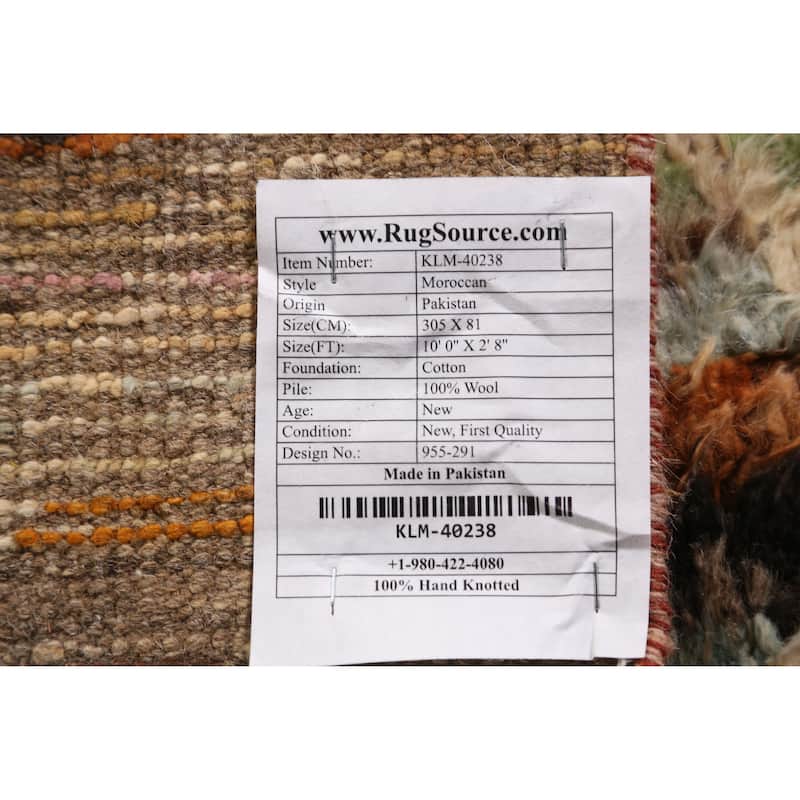 www.RugSource.com
Item Number: KLM-40238
Style Moroccan
Origin Pakistan
Size(CM): 305 X 81
Size(FT): 10' 0" X 2' 8"
Foundation: Cotton
Pile: 100% Wool
Age: New
Condition: New, First Quality
Design No.: 955-291
Made in Pakistan
KLM-40238
+1-980-422-4080
100% Hand Knotted